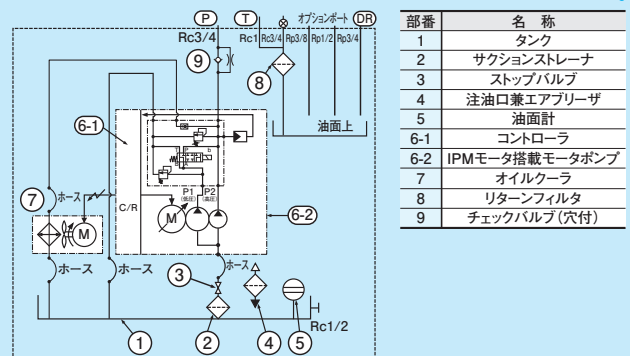 P
T
オプションポート
DR
Rc3/4
Rc1
Rc3/4
Rp3/8
Rp1/2
Rp3/4
9
8
油面上
6-1
ホース
7
C/R
M
M
P1
(低圧)
P2
(高圧)
6-2
ホース
ホース
ホース
3
Rc1/2
1
2
4
5
部番 名 称
1 タンク
2 サクションストレーナ
3 ストップバルブ
4 注油口兼エアブリーザ
5 油面計
6-1 コントローラ
6-2 IPMモータ搭載モータポンプ
7 オイルクーラ
8 リターンフィルタ
9 チェックバルブ(穴付)